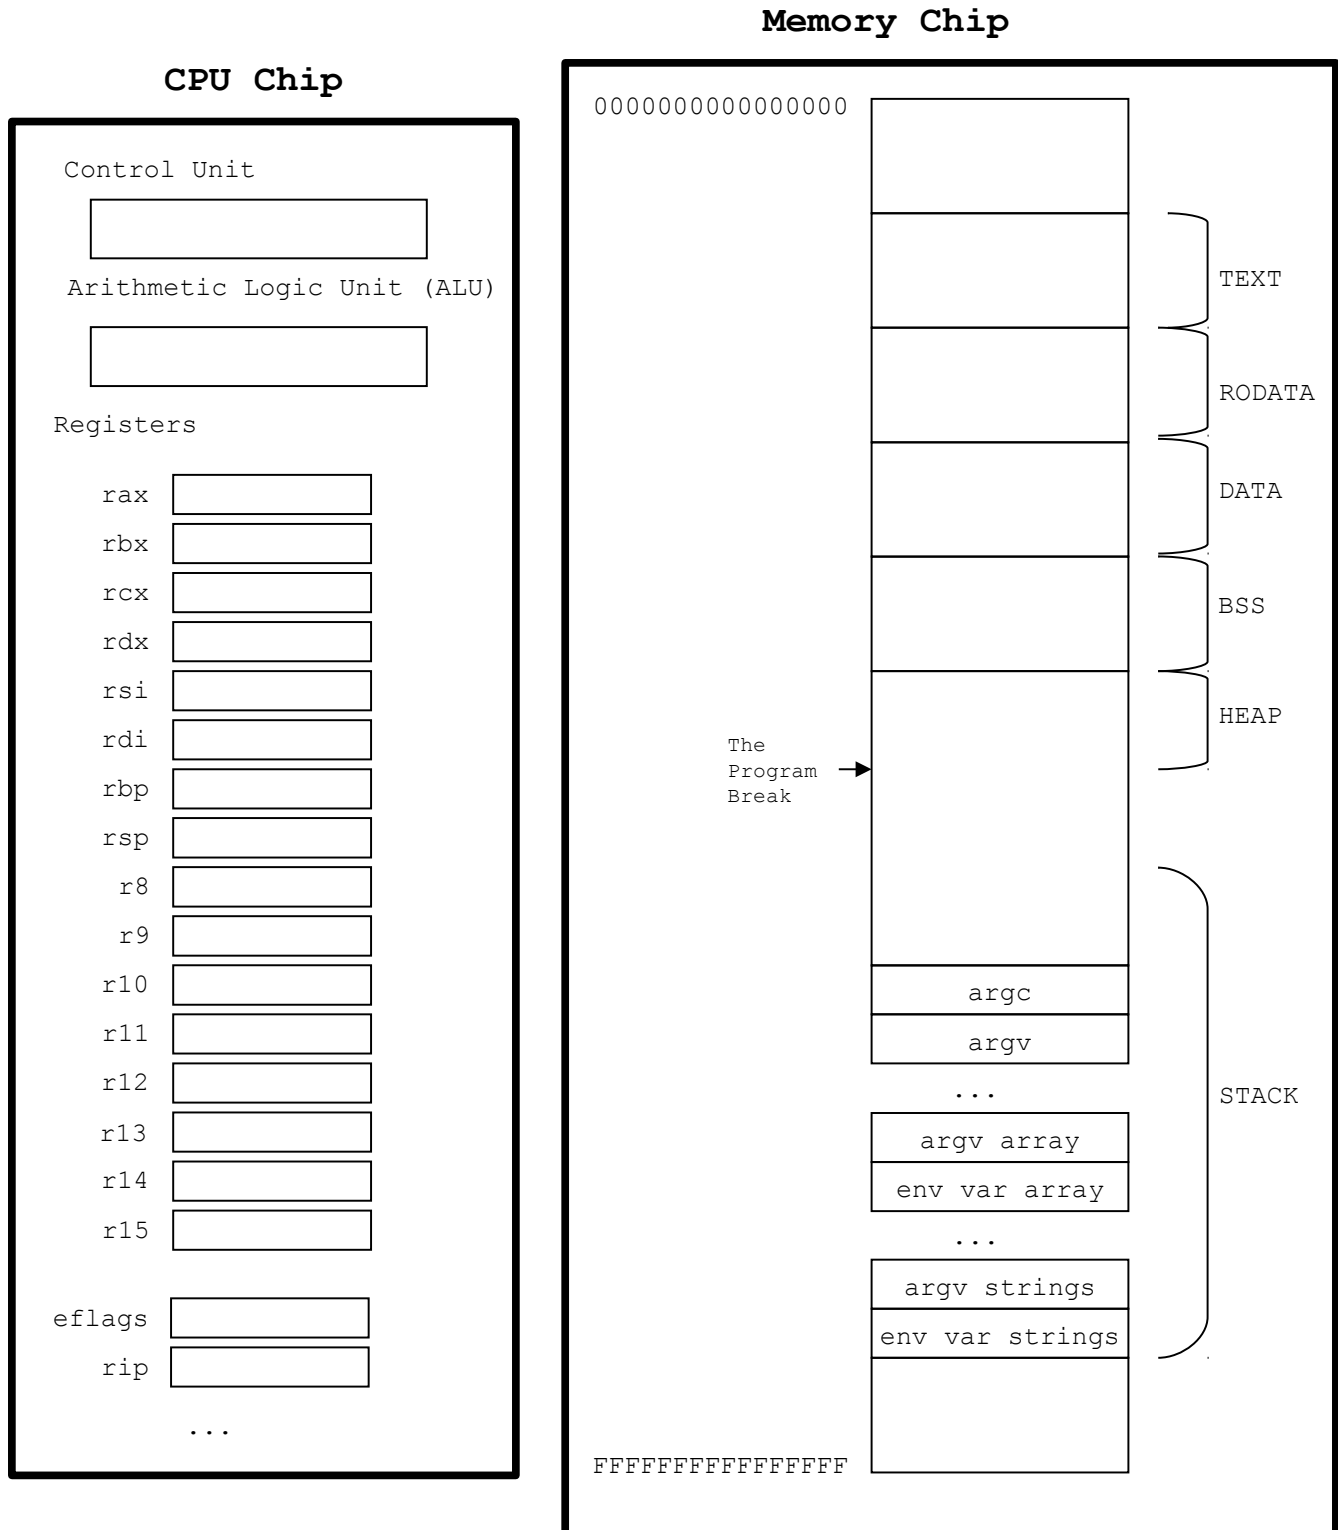 Memory Chip
CPU Chip
0000000000000000
Control Unit
Arithmetic Logic Unit (ALU)
Registers
rax
rbx
rcx
rdx
rsi
rdi
rbp
rsp
r8
r9
r10
r11
r12
r13
r14
r15
eflags
rip
...
TEXT
RODATA
DATA
BSS
HEAP
The
Program
Break
argc
argv
...
argv array
env var array
...
argv strings
env var strings
STACK
FFFFFFFFFFFFFFFF